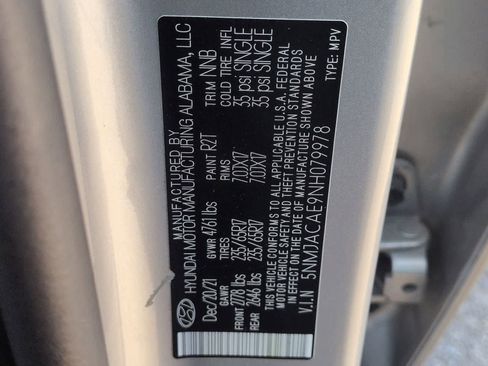 MANUFACTURED BY
HYUNDAI MOTOR MANUFACTURING ALABAMA, LLC
Dec/20/21 GVWR 4761 lbs PAINT R2T TRIM NNB
GAWR TIRES RIMS COLD TIRE INFL
FRONT 2778 lbs 235/65R17 7.0JX17 35 psi SINGLE
REAR 2646 lbs 235/65R17 7.0JX17 35 psi SINGLE
THIS VEHICLE CONFORMS TO ALL APPLICABLE U.S.A. FEDERAL
MOTOR VEHICLE SAFETY AND THEFT PREVENTION STANDARDS
IN EFFECT ON THE DATE OF MANUFACTURE SHOWN ABOVE
V.I.N 5NMJACAE9NH079978 TYPE: MPV